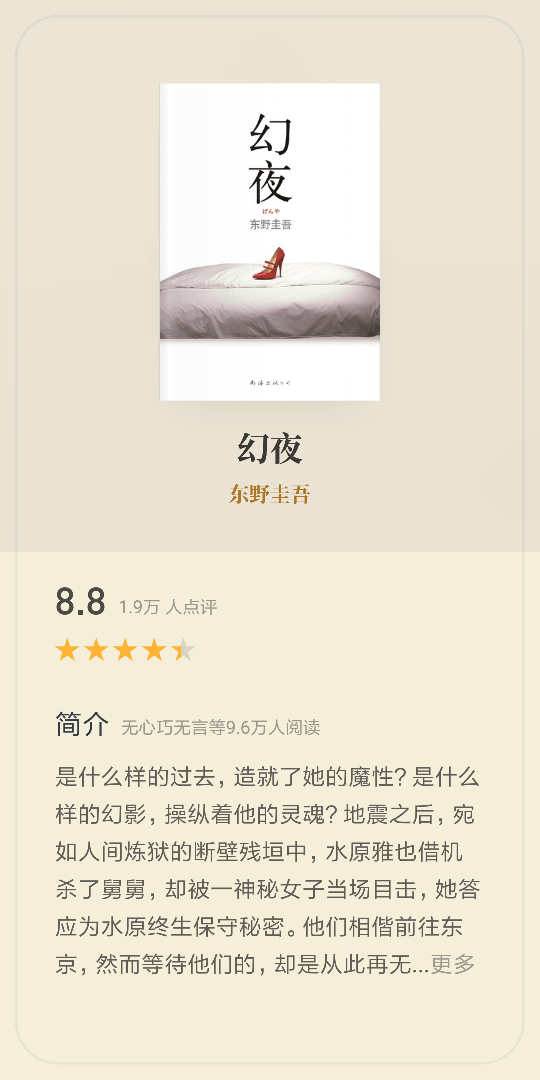 幻
夜
げんや
东野圭吾
南海出版公司
幻夜
东野圭吾
8.8 1.9万 人点评
简介 无心巧无言等9.6万人阅读
是什么样的过去，造就了她的魔性？是什么
样的幻影，操纵着他的灵魂？地震之后，宛
如人间炼狱的断壁残垣中，水原雅也借机
杀了舅舅，却被一神秘女子当场目击，她答
应为水原终生保守秘密。他们相偕前往东
京，然而等待他们的，却是从此再无...更多